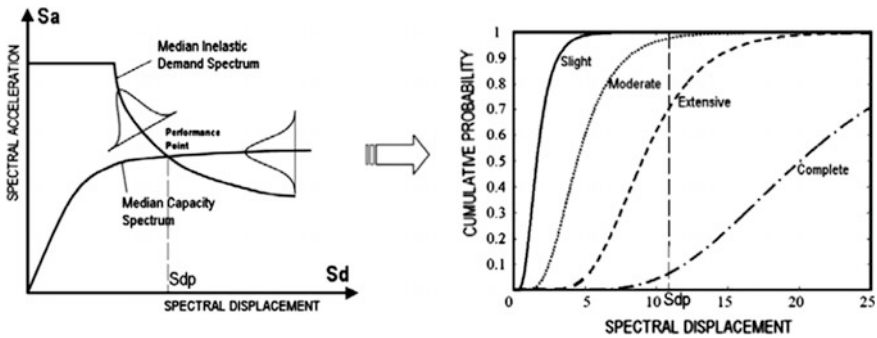 Sa
SPECTRAL ACCELERATION
Median Inelastic
Demand Spectrum
Performance
Point
Median Capacity
Spectrum
Sdp
Sd
SPECTRAL DISPLACEMENT
CUMULATIVE PROBABILITY
1
0.9
0.8
0.7
0.6
0.5
0.4
0.3
0.2
0.1
Slight
Moderate
Extensive
Complete
0
5
10
Sdp
15
20
25
SPECTRAL DISPLACEMENT